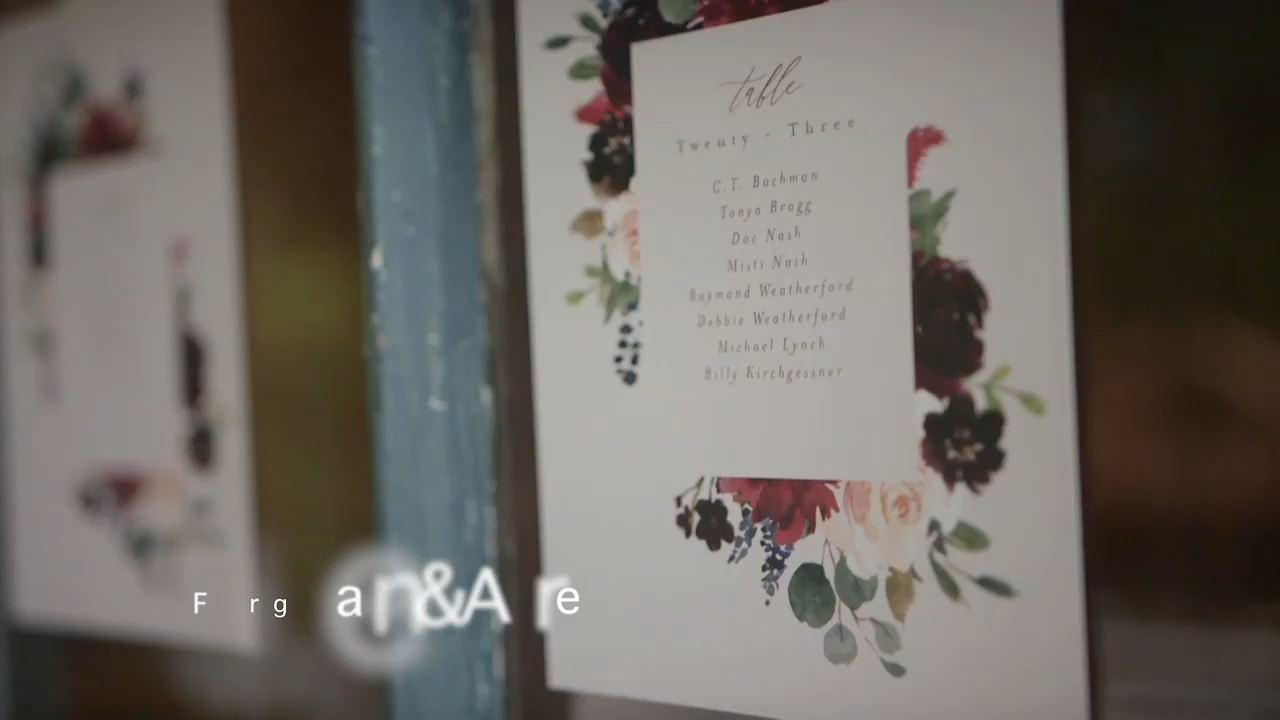 table
Twenty - Three
C.T. Bachman
Tonya Bragg
Doc Nash
Misti Nash
Raymond Weatherford
Debbie Weatherford
Michael Lynch
Billy Kirchgessner